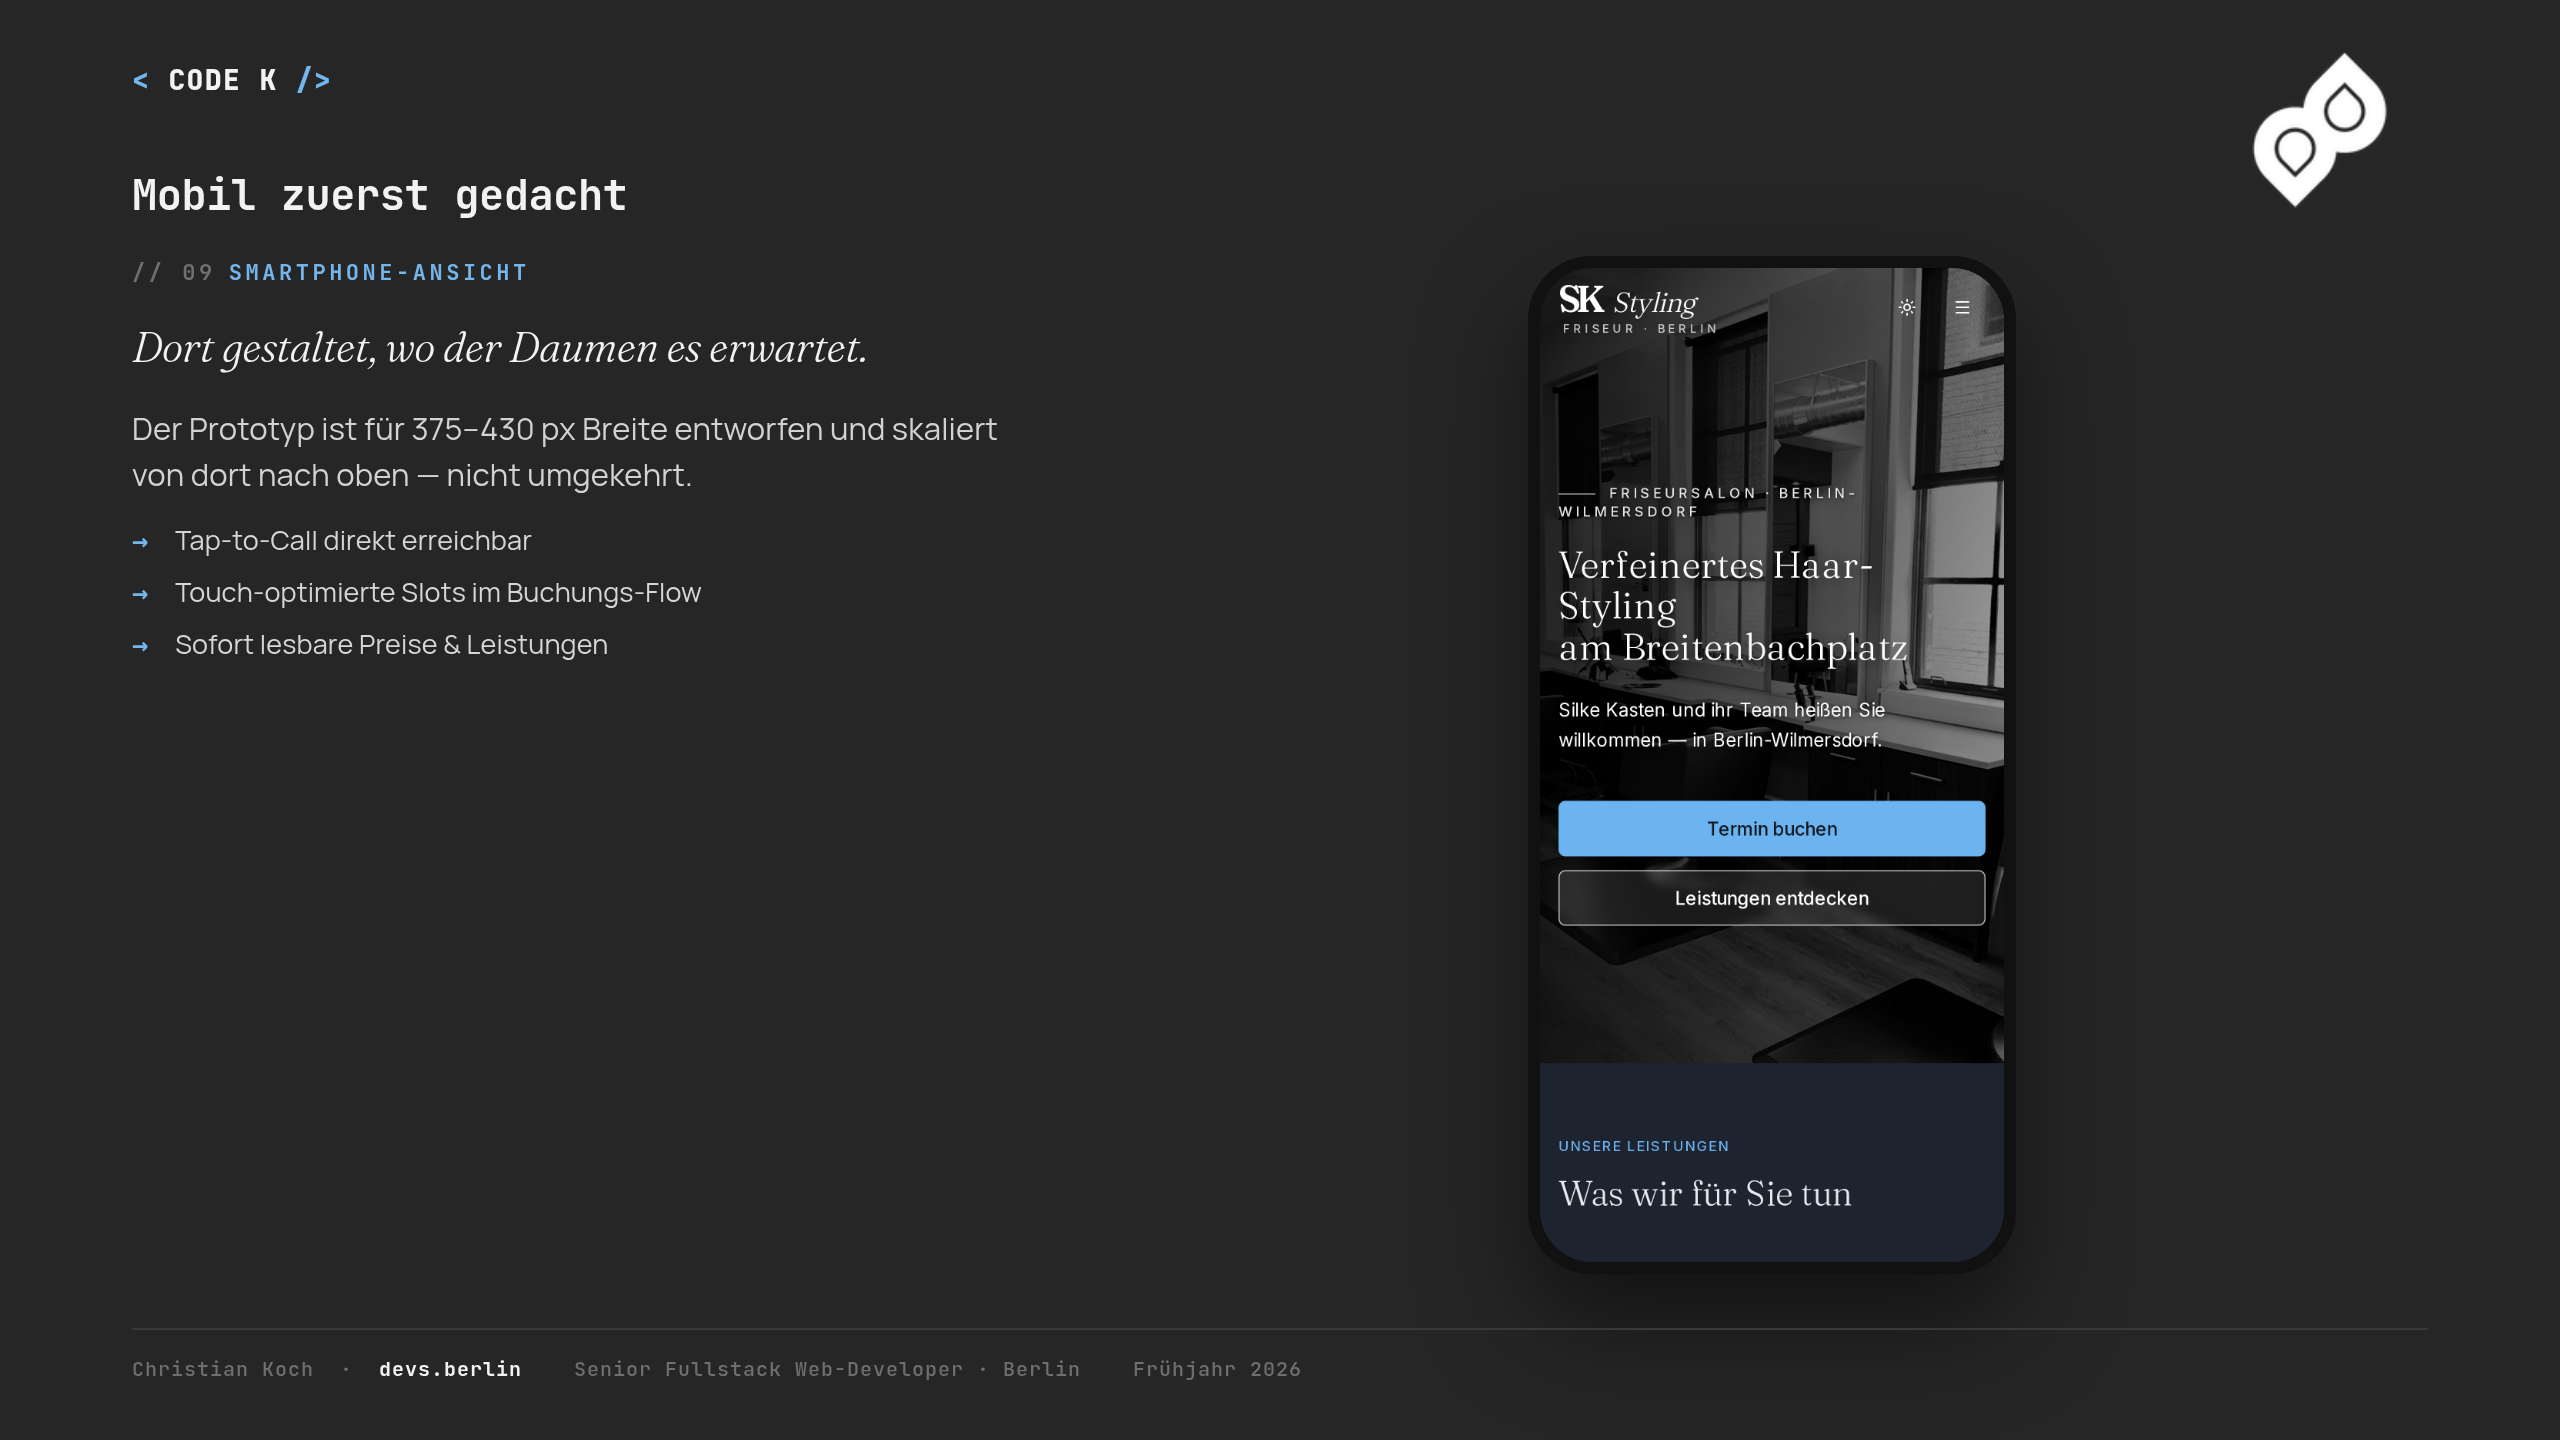 < CODE K />
Mobil zuerst gedacht
// 09 SMARTPHONE-ANSICHT
Dort gestaltet, wo der Daumen es erwartet.
Der Prototyp ist für 375–430 px Breite entworfen und skaliert
von dort nach oben — nicht umgekehrt.
→ Tap-to-Call direkt erreichbar
→ Touch-optimierte Slots im Buchungs-Flow
→ Sofort lesbare Preise & Leistungen
SK Styling
FRISEUR · BERLIN
FRISEURSALON · BERLIN-
WILMERSDORF
Verfeinertes Haar-
Styling
am Breitenbachplatz
Silke Kasten und ihr Team heißen Sie
willkommen — in Berlin-Wilmersdorf.
Termin buchen
Leistungen entdecken
UNSERE LEISTUNGEN
Was wir für Sie tun
Christian Koch · devs.berlin Senior Fullstack Web-Developer · Berlin Frühjahr 2026